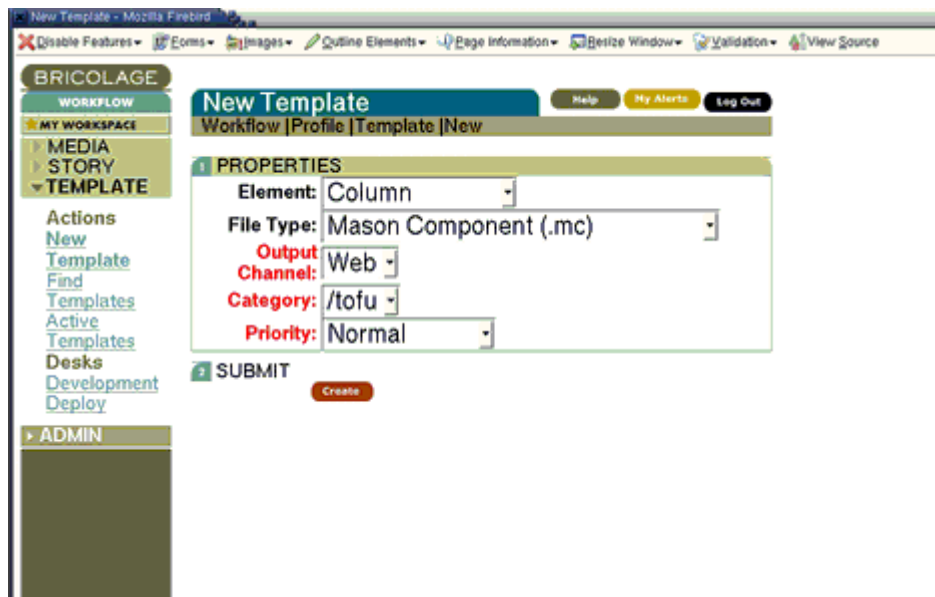 New Template - Mozilla Firebird
Disable Features Forms Images Outline Elements Page Information Resize Window Validation View Source
BRICOLAGE
WORKFLOW
MY WORKSPACE
MEDIA
STORY
TEMPLATE
Actions
New
Template
Find
Templates
Active
Templates
Desks
Development
Deploy
ADMIN
New Template
Help My Alerts Log Out
Workflow |Profile |Template |New
1 PROPERTIES
Element: Column
File Type: Mason Component (.mc)
Output
Channel: Web
Category: /tofu
Priority: Normal
2 SUBMIT
Create